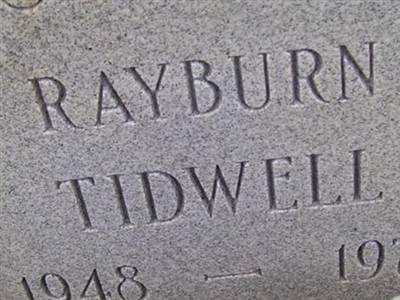 RAYBURN
TIDWELL
1948 —